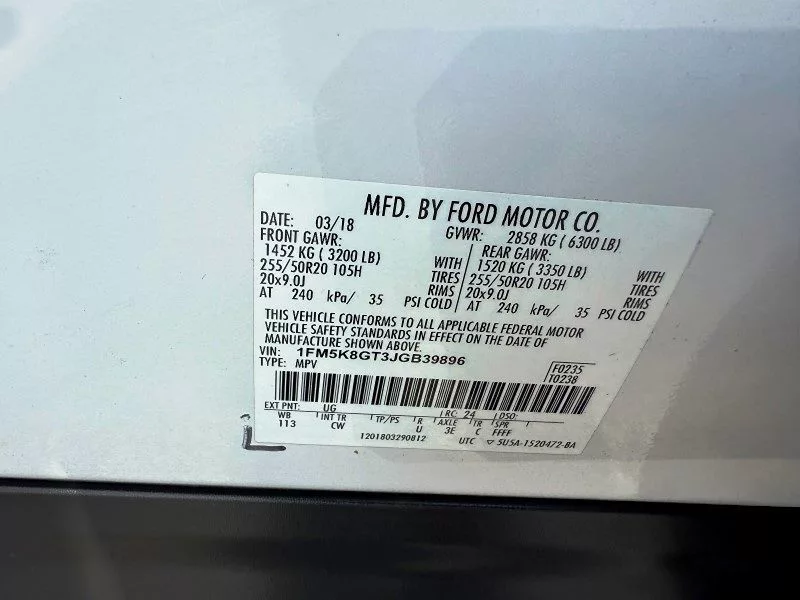 MFD. BY FORD MOTOR CO.
DATE: 03/18 GVWR: 2858 KG ( 6300 LB)
FRONT GAWR: REAR GAWR:
1452 KG ( 3200 LB) WITH 1520 KG ( 3350 LB) WITH
255/50R20 105H TIRES 255/50R20 105H TIRES
20x9.0J RIMS 20x9.0J RIMS
AT 240 kPa/ 35 PSI COLD AT 240 kPa/ 35 PSI COLD
THIS VEHICLE CONFORMS TO ALL APPLICABLE FEDERAL MOTOR
VEHICLE SAFETY STANDARDS IN EFFECT ON THE DATE OF
MANUFACTURE SHOWN ABOVE.
VIN: 1FM5K8GT3JGB39896
TYPE: MPV
F0235
T0238
EXT PNT: UG RC: 24 DSO:
WB INT TR TP/PS R AXLE TR SPR
113 CW U 3E C FFFF
1201803290812 UTC ▽ 5U5A-1520472-BA